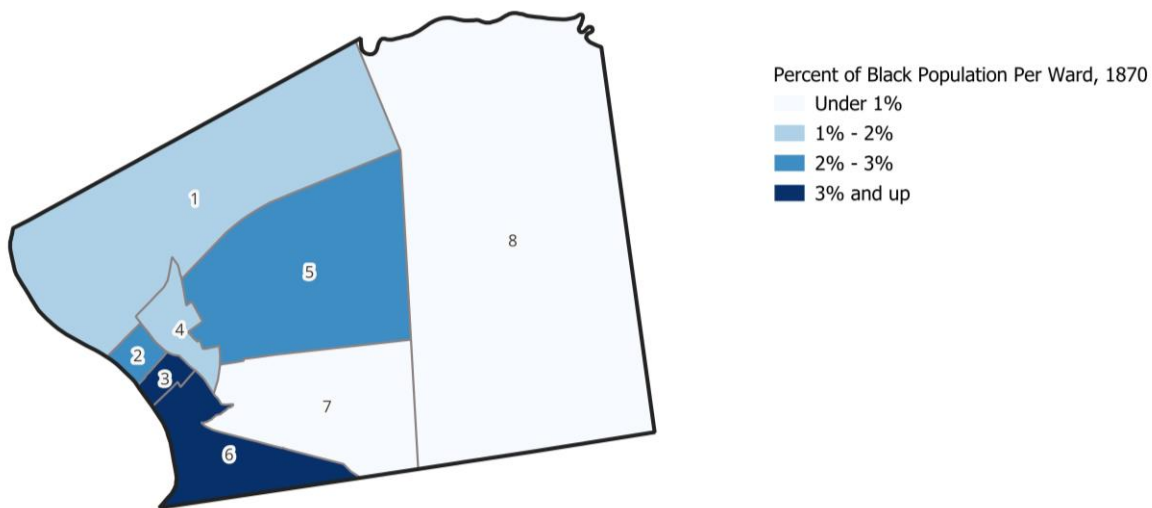 Percent of Black Population Per Ward, 1870
Under 1%
1% - 2%
2% - 3%
3% and up
1
8
5
4
2
3
7
6